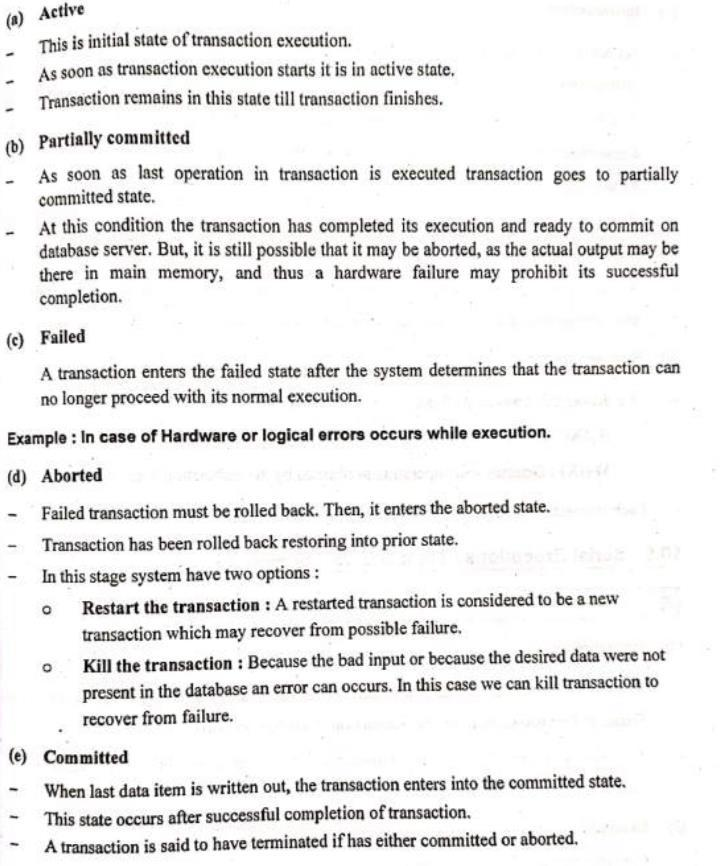 (a) Active
- This is initial state of transaction execution.
- As soon as transaction execution starts it is in active state.
- Transaction remains in this state till transaction finishes.
(b) Partially committed
- As soon as last operation in transaction is executed transaction goes to partially
committed state.
- At this condition the transaction has completed its execution and ready to commit on
database server. But, it is still possible that it may be aborted, as the actual output may be
there in main memory, and thus a hardware failure may prohibit its successful
completion.
(c) Failed
A transaction enters the failed state after the system determines that the transaction can
no longer proceed with its normal execution.
Example : In case of Hardware or logical errors occurs while execution.
(d) Aborted
- Failed transaction must be rolled back. Then, it enters the aborted state.
- Transaction has been rolled back restoring into prior state.
- In this stage system have two options :
o Restart the transaction : A restarted transaction is considered to be a new
transaction which may recover from possible failure.
o Kill the transaction : Because the bad input or because the desired data were not
present in the database an error can occurs. In this case we can kill transaction to
recover from failure.
(e) Committed
- When last data item is written out, the transaction enters into the committed state.
- This state occurs after successful completion of transaction.
- A transaction is said to have terminated if has either committed or aborted.